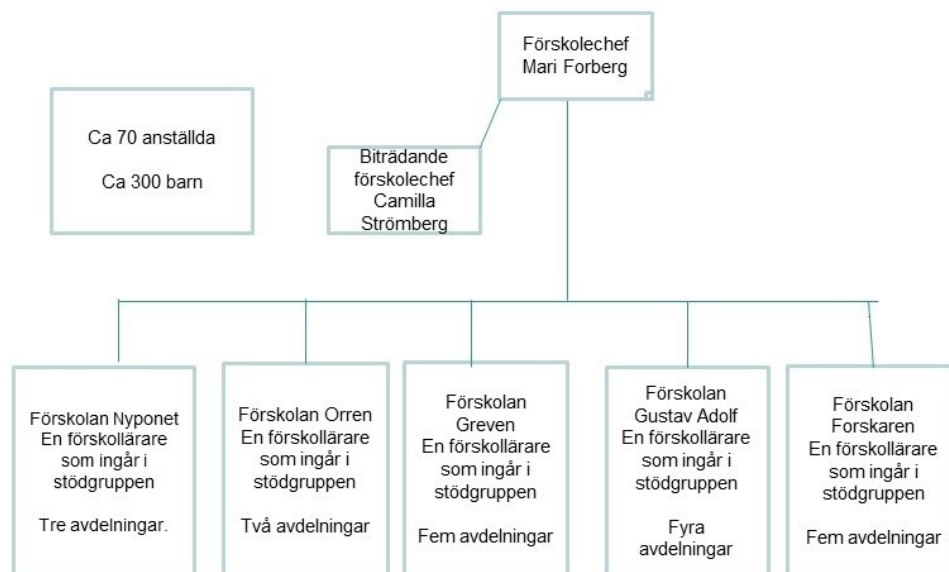 Förskolechef
Mari Forberg
Ca 70 anställda
Ca 300 barn
Biträdande
förskolechef
Camilla
Strömberg
Förskolan Nyponet
En förskollärare
som ingår i
stödgruppen
Tre avdelningar.
Förskolan Orren
En förskollärare
som ingår i
stödgruppen
Två avdelningar
Förskolan
Greven
En förskollärare
som ingår i
stödgruppen
Fem avdelningar
Förskolan
Gustav Adolf
En förskollärare
som ingår i
stödgruppen
Fyra
avdelningar
Förskolan
Forskaren
En förskollärare
som ingår i
stödgruppen
Fem avdelningar